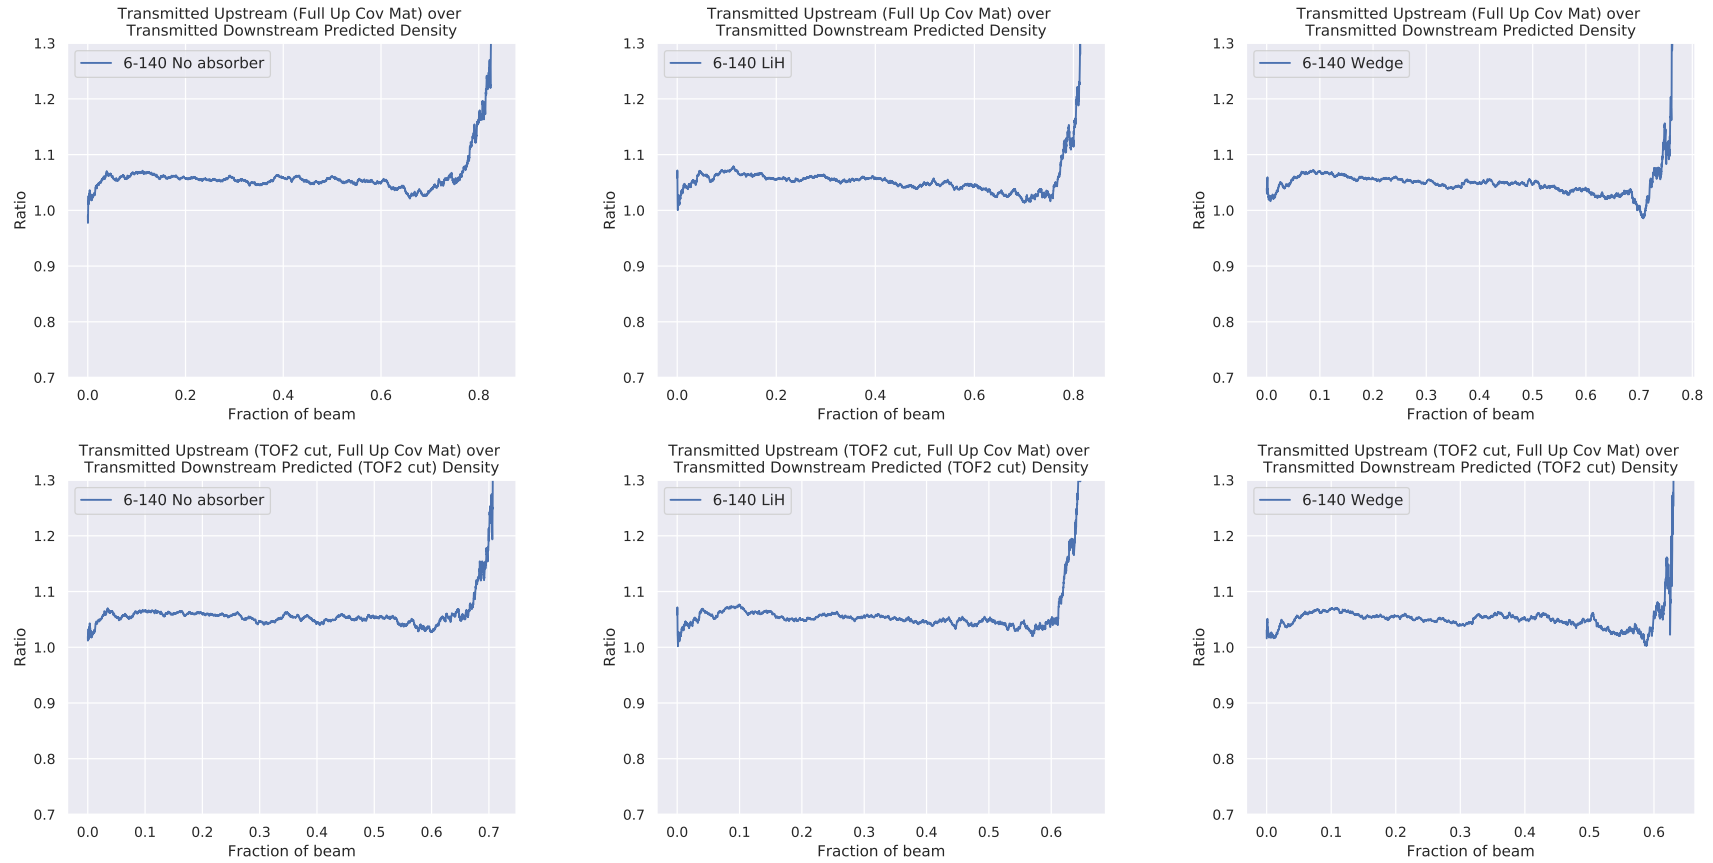 Transmitted Upstream (Full Up Cov Mat) over
Transmitted Downstream Predicted Density
1.3
1.2
1.1
1.0
0.9
0.8
0.7
Ratio
6-140 No absorber
0.0 0.2 0.4 0.6 0.8
Fraction of beam
Transmitted Upstream (Full Up Cov Mat) over
Transmitted Downstream Predicted Density
1.3
1.2
1.1
1.0
0.9
0.8
0.7
Ratio
6-140 LiH
0.0 0.2 0.4 0.6 0.8
Fraction of beam
Transmitted Upstream (Full Up Cov Mat) over
Transmitted Downstream Predicted Density
1.3
1.2
1.1
1.0
0.9
0.8
0.7
Ratio
6-140 Wedge
0.0 0.1 0.2 0.3 0.4 0.5 0.6 0.7 0.8
Fraction of beam
Transmitted Upstream (TOF2 cut, Full Up Cov Mat) over
Transmitted Downstream Predicted (TOF2 cut) Density
1.3
1.2
1.1
1.0
0.9
0.8
0.7
Ratio
6-140 No absorber
0.0 0.1 0.2 0.3 0.4 0.5 0.6 0.7
Fraction of beam
Transmitted Upstream (TOF2 cut, Full Up Cov Mat) over
Transmitted Downstream Predicted (TOF2 cut) Density
1.3
1.2
1.1
1.0
0.9
0.8
0.7
Ratio
6-140 LiH
0.0 0.1 0.2 0.3 0.4 0.5 0.6
Fraction of beam
Transmitted Upstream (TOF2 cut, Full Up Cov Mat) over
Transmitted Downstream Predicted (TOF2 cut) Density
1.3
1.2
1.1
1.0
0.9
0.8
0.7
Ratio
6-140 Wedge
0.0 0.1 0.2 0.3 0.4 0.5 0.6
Fraction of beam